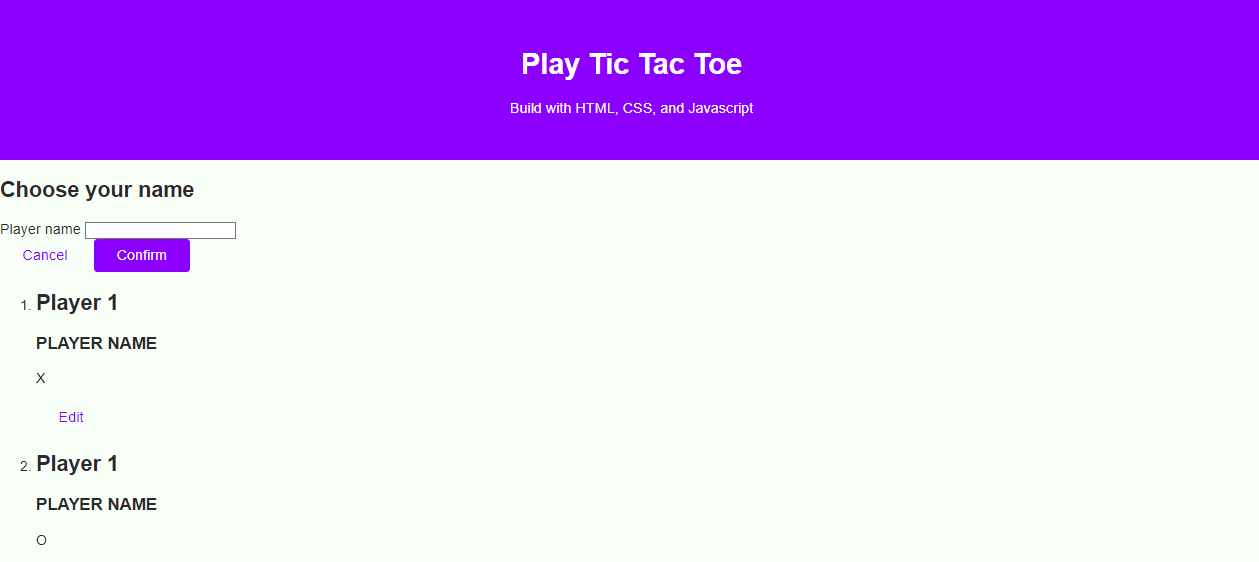 Play Tic Tac Toe
Build with HTML, CSS, and Javascript
Choose your name
Player name
Cancel Confirm
1. Player 1
PLAYER NAME
X
Edit
2. Player 1
PLAYER NAME
O